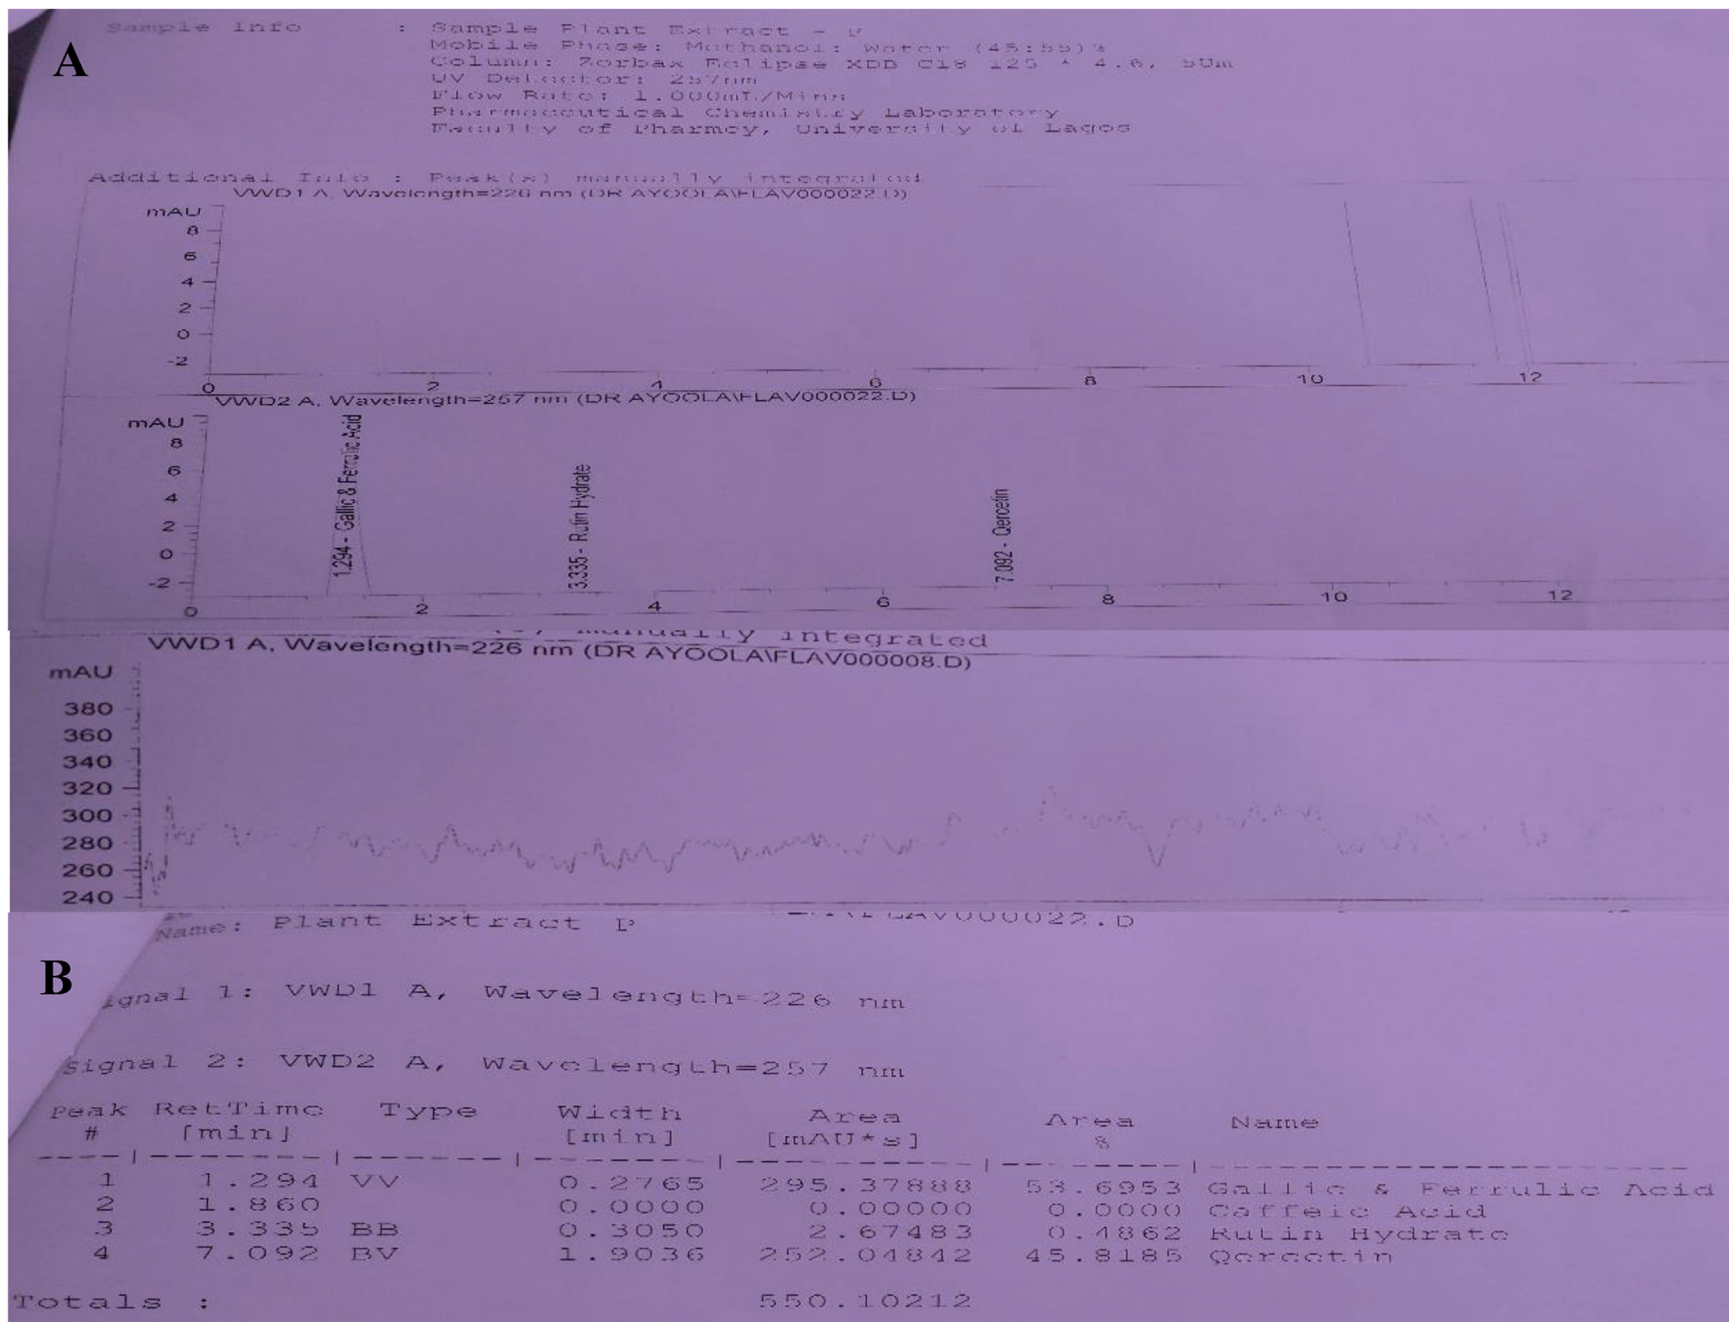 A
Sample Info : Sample Plant Extract - P
Mobile Phase: Methanol: Water (45:55)%
Column: Zorbax Eclipse XDB C18 125 * 4.6, 5Um
UV Detector: 257nm
Flow Rate: 1.000mL/Mins
Pharmaceutical Chemistry Laboratory
Faculty of Pharmcy, University of Lagos
Additional Info : Peak(s) manually integrated
VWD1 A, Wavelength=226 nm (DR AYOOLA\FLAV000022.D)
mAU
8
6
4
2
0
-2
0 2 4 6 8 10 12
VWD2 A, Wavelength=257 nm (DR AYOOLA\FLAV000022.D)
mAU
8
6
4
2
0
-2
1.294 - Gallic & Ferrulic Acid
3.335 - Rutin Hydrate
7.092 - Qercetin
0 2 4 6 8 10 12
manually integrated
VWD1 A, Wavelength=226 nm (DR AYOOLA\FLAV000008.D)
mAU
380
360
340
320
300
280
260
240
B
Name: Plant Extract P FLAV000022.D
ignal 1: VWD1 A, Wavelength=226 nm
Signal 2: VWD2 A, Wavelength=257 nm
Peak RetTime Type Width Area Area Name
# [min] [min] [mAU*s] %
1 1.294 VV 0.2765 295.37888 53.6953 Gallic & Ferrulic Acid
2 1.860 0.0000 0.00000 0.0000 Caffeic Acid
3 3.335 BB 0.3050 2.67483 0.4862 Rutin Hydrate
4 7.092 BV 1.9036 252.04842 45.8185 Qercetin
Totals : 550.10212